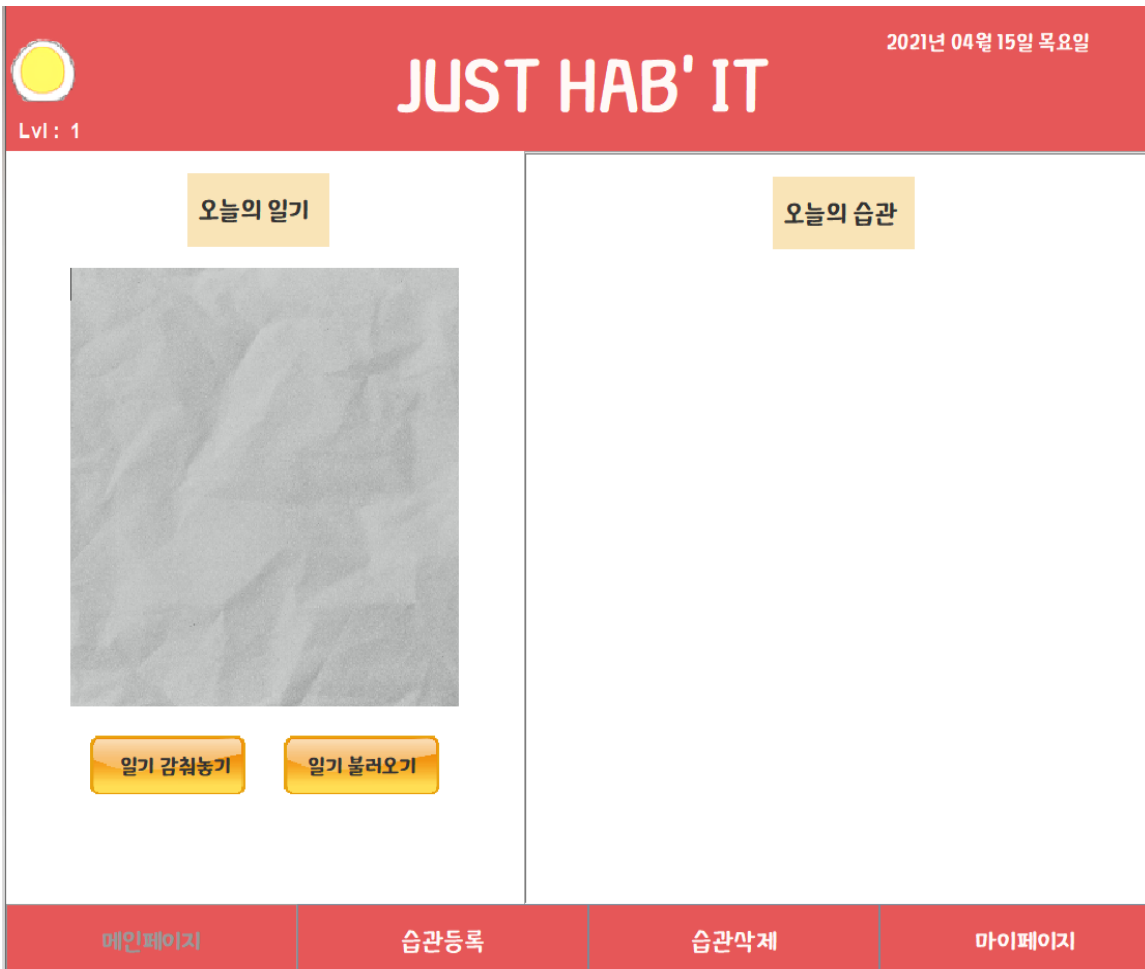 2021년 04월 15일 목요일
JUST HAB' IT
Lvl : 1
오늘의 일기
오늘의 습관
일기 감춰놓기
일기 불러오기
메인페이지
습관등록
습관삭제
마이페이지